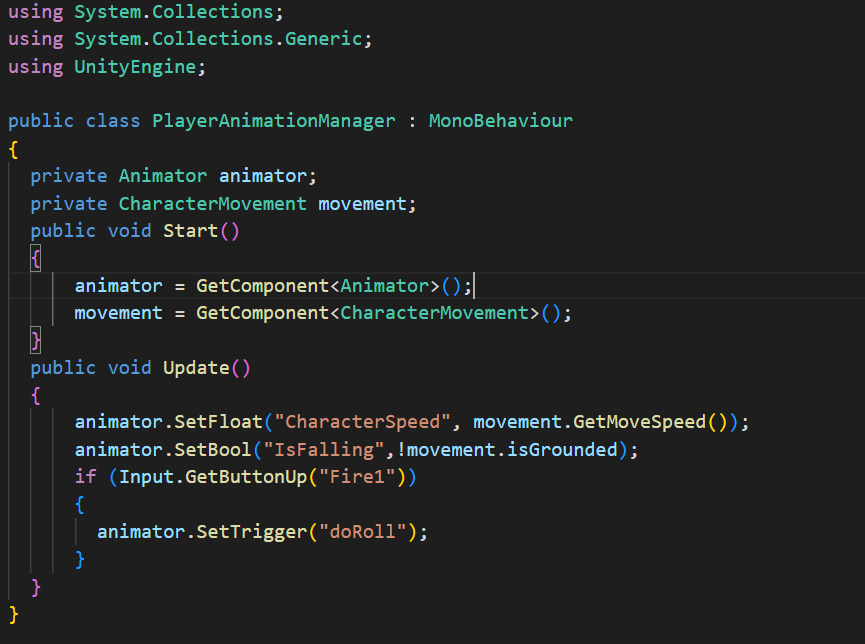 using System.Collections;
using System.Collections.Generic;
using UnityEngine;

public class PlayerAnimationManager : MonoBehaviour
{
  private Animator animator;
  private CharacterMovement movement;
  public void Start()
  {
      animator = GetComponent<Animator>();
      movement = GetComponent<CharacterMovement>();
  }
  public void Update()
  {
      animator.SetFloat("CharacterSpeed", movement.GetMoveSpeed());
      animator.SetBool("IsFalling",!movement.isGrounded);
      if (Input.GetButtonUp("Fire1"))
      {
        animator.SetTrigger("doRoll");
      }
  }
}